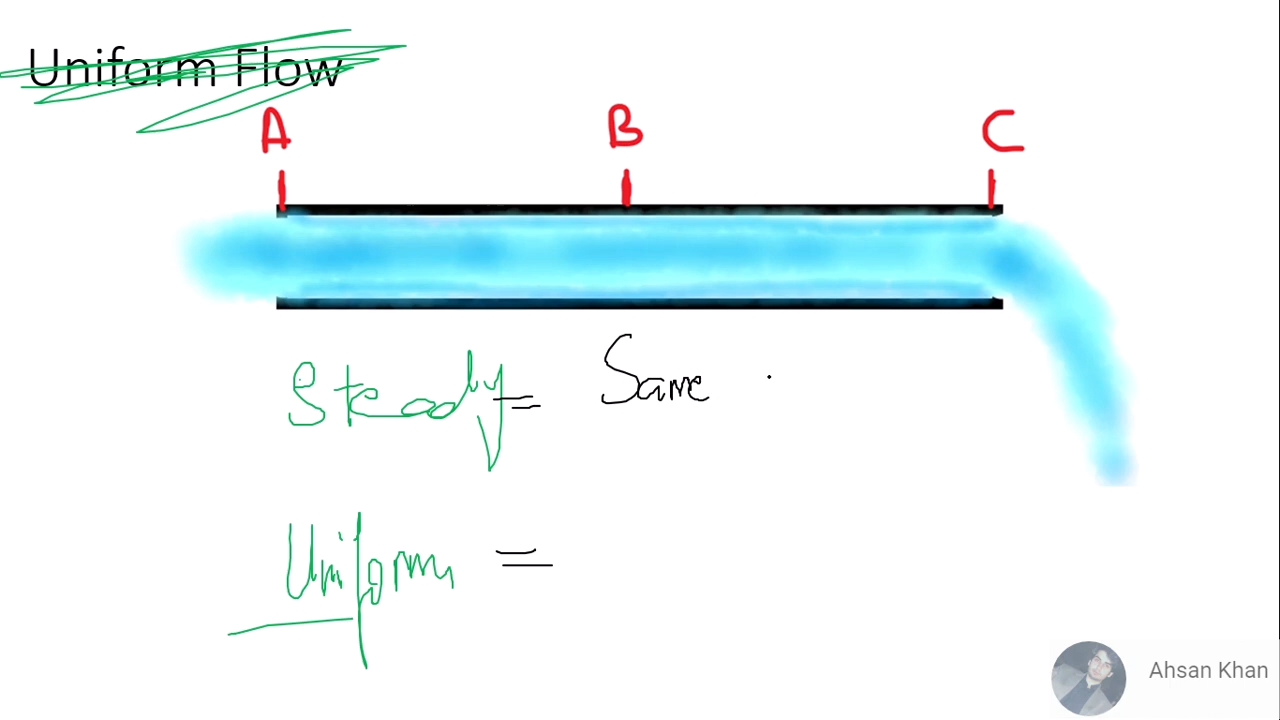 Uniform Flow
A B C
Steady = Same
Uniform =
Ahsan Khan